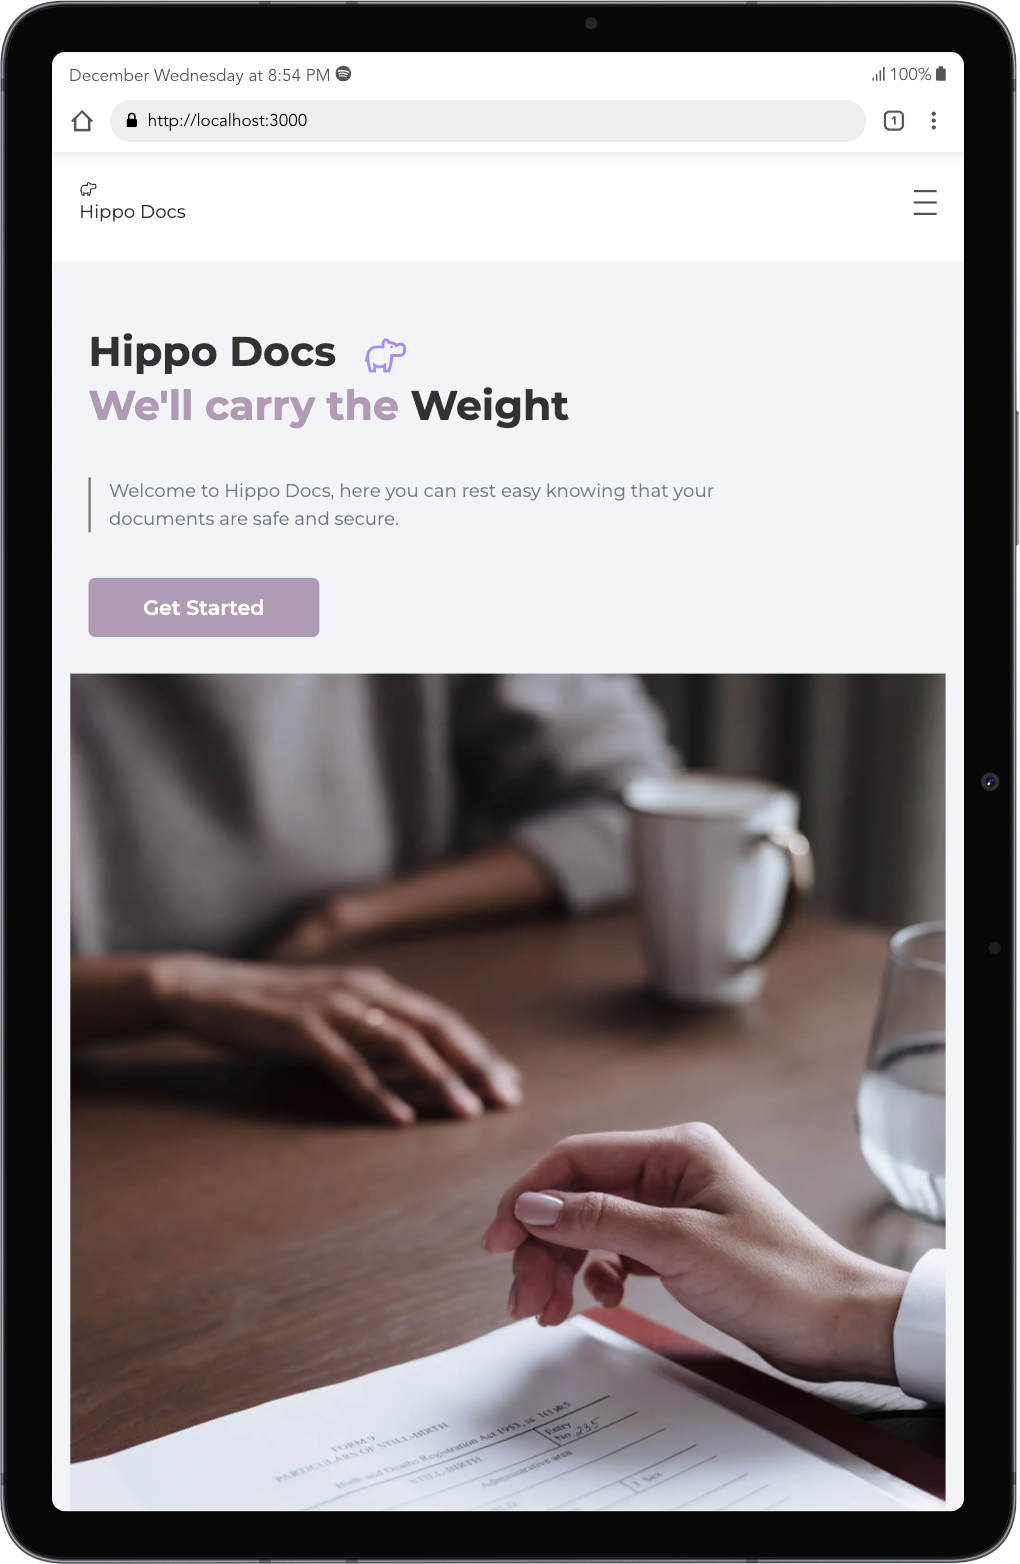 December Wednesday at 8:54 PM
100%
http://localhost:3000
1
Hippo Docs
Hippo Docs
We'll carry the Weight
Welcome to Hippo Docs, here you can rest easy knowing that your
documents are safe and secure.
Get Started
FORM 9
PARTICULARS OF STILL-BIRTH
Birth and Deaths Registration Act 1953, ss
Entry
No. 235
STILL-BIRTH
Administrative area
3 Sex